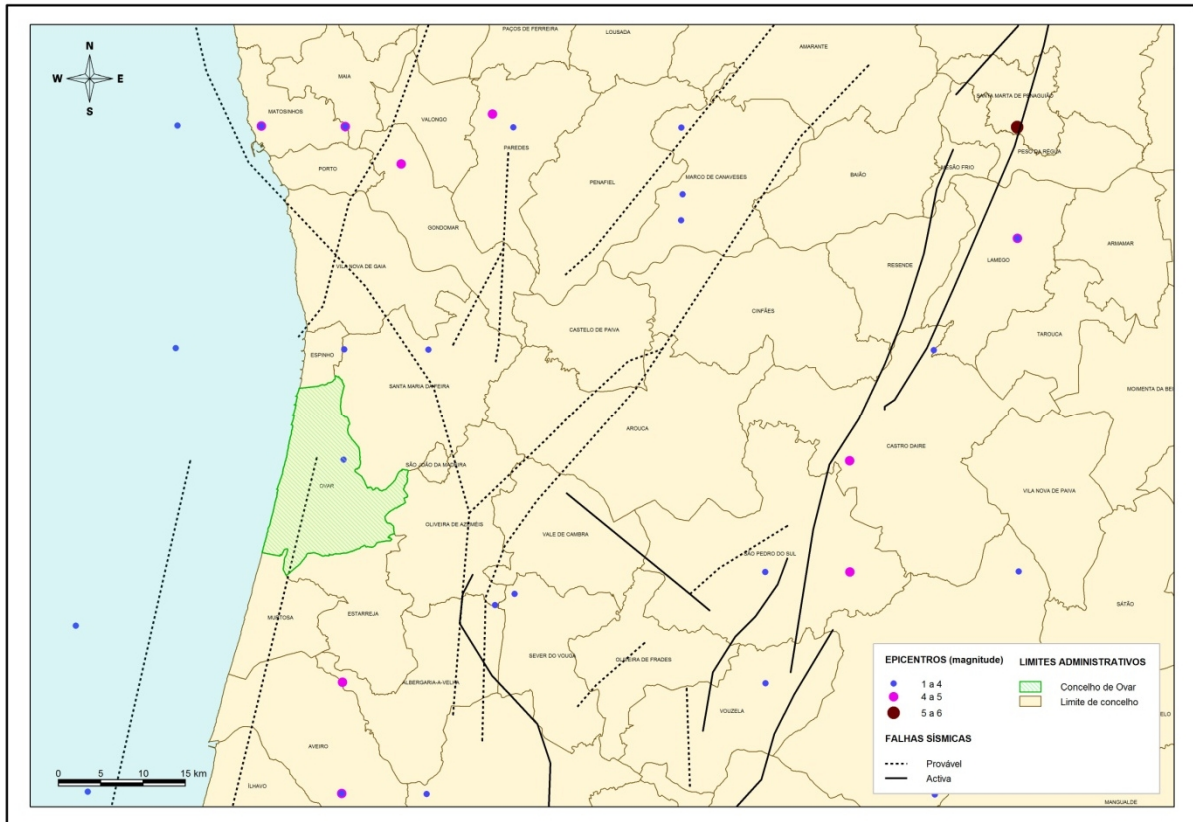 PAÇOS DE FERREIRA
LOUSADA
AMARANTE
N
W E
S
MAIA
MATOSINHOS
VALONGO
SANTA MARTA DE PENAGUIÃO
PAREDES
PESO DA RÉGUA
PORTO
PENAFIEL
MARCO DE CANAVESES
BAIÃO
MESÃO FRIO
GONDOMAR
VILA NOVA DE GAIA
RESENDE
LAMEGO
ARMAMAR
CINFÃES
CASTELO DE PAIVA
TAROUCA
ESPINHO
SANTA MARIA DA FEIRA
MOIMENTA DA BE
AROUCA
CASTRO DAIRE
SÃO JOÃO DA MADEIRA
OVAR
VILA NOVA DE PAIVA
OLIVEIRA DE AZEMÉIS
VALE DE CAMBRA
SÃO PEDRO DO SUL
ESTARREJA
MURTOSA
SÁTÃO
SEVER DO VOUGA
OLIVEIRA DE FRADES
ALBERGARIA-A-VELHA
VOUZELA
AVEIRO
ÍLHAVO
ELO
MANGUALDE
0 5 10 15 km
EPICENTROS (magnitude)
1 a 4
4 a 5
5 a 6
FALHAS SÍSMICAS
Provável
Activa
LIMITES ADMINISTRATIVOS
Concelho de Ovar
Limite de concelho